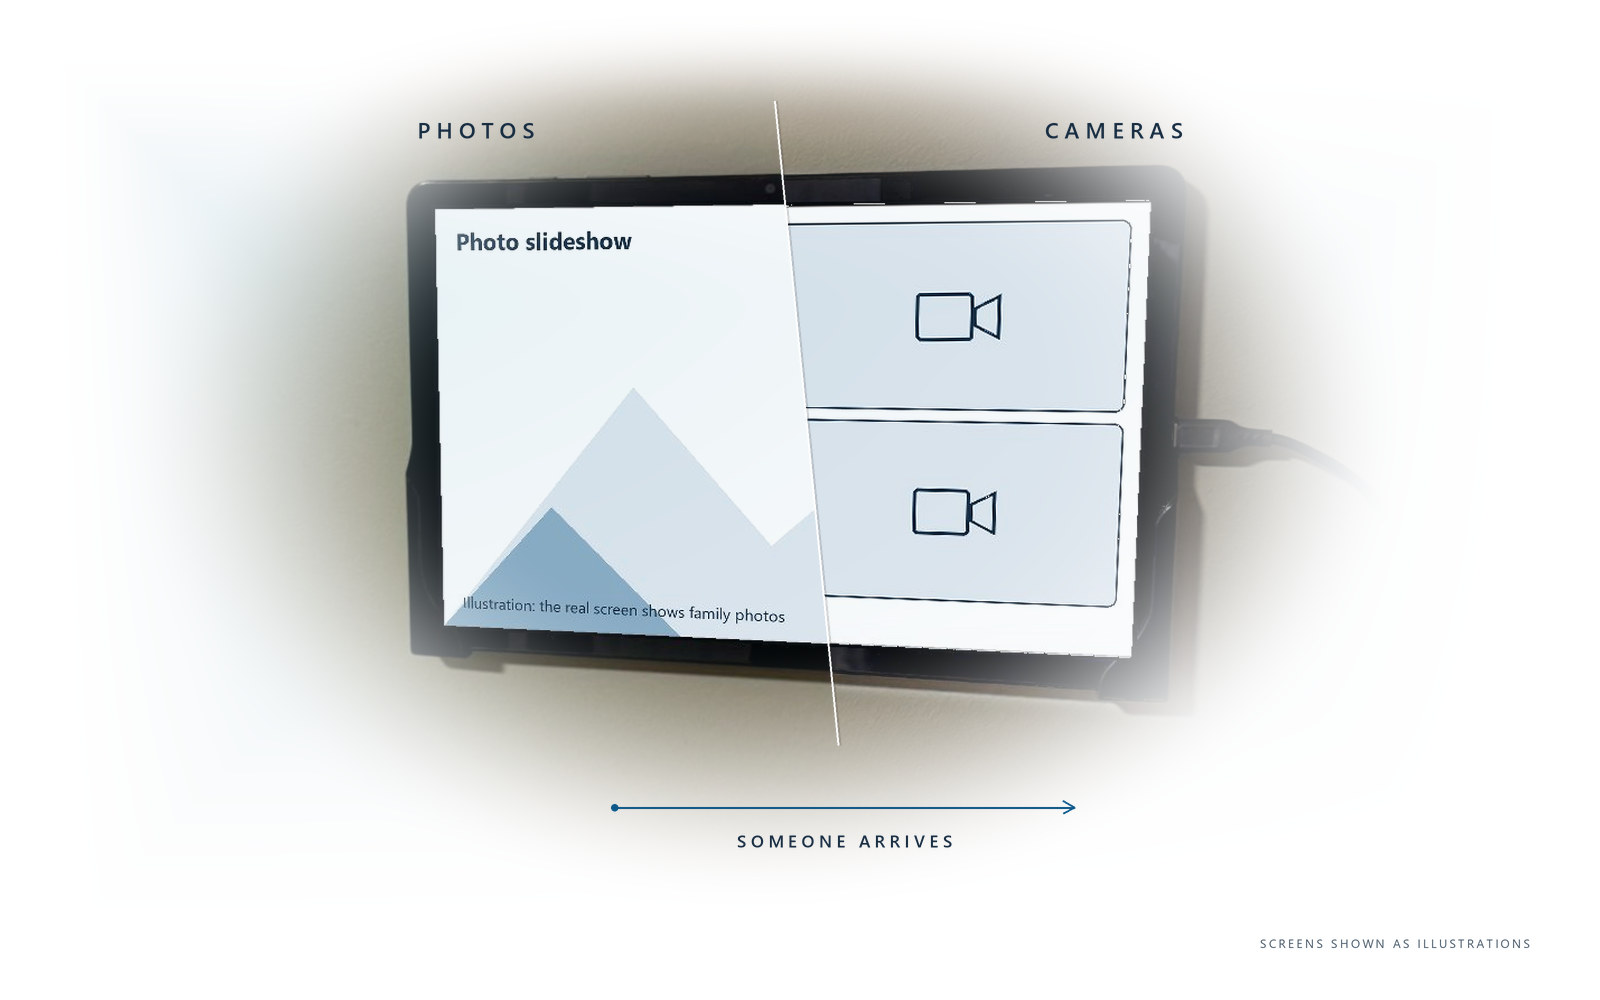 PHOTOS
CAMERAS
Photo slideshow
Illustration: the real screen shows family photos
SOMEONE ARRIVES
SCREENS SHOWN AS ILLUSTRATIONS